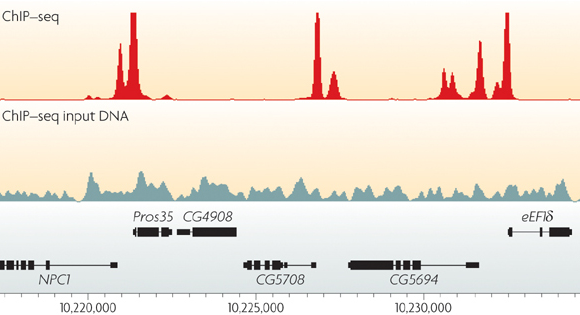 ChIP–seq
ChIP–seq input DNA
Pros35 CG4908 eEF1δ
NPC1 CG5708 CG5694
10,220,000 10,225,000 10,230,000